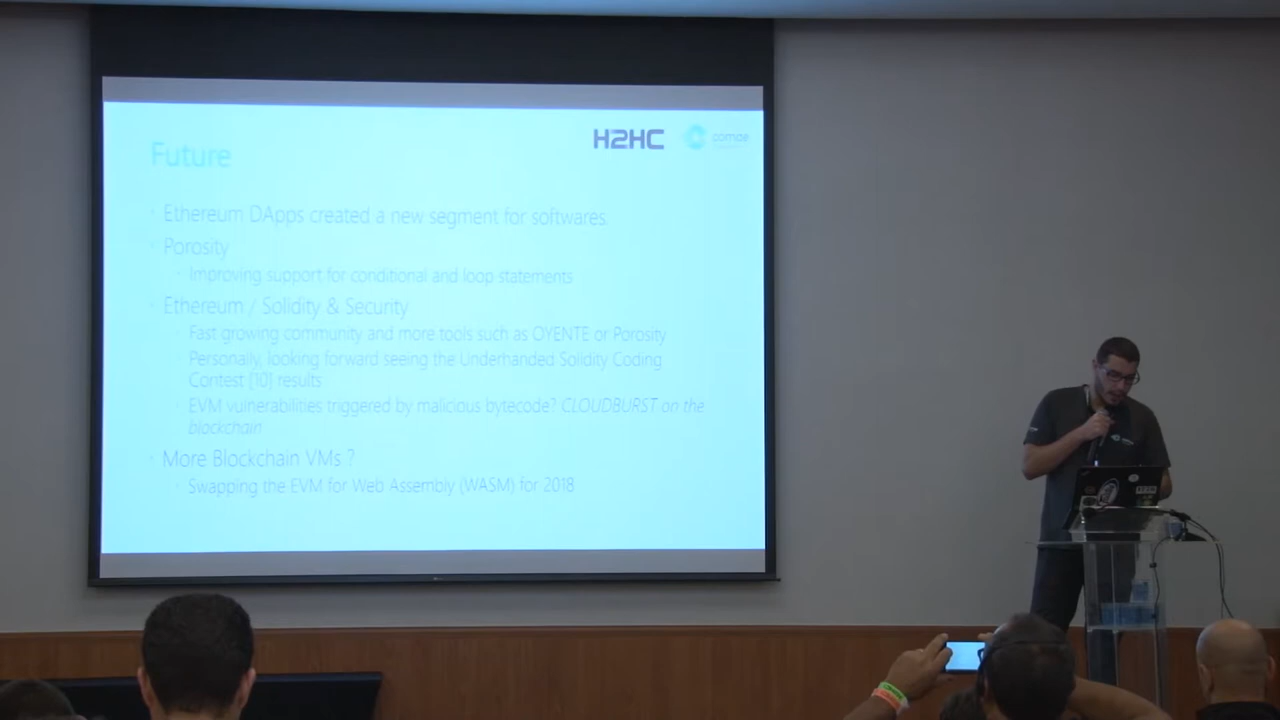 H2HC comae
Future
Ethereum DApps created a new segment for softwares.
Porosity
Improving support for conditional and loop statements
Ethereum / Solidity & Security
Fast growing community and more tools such as OYENTE or Porosity
Personally, looking forward seeing the Underhanded Solidity Coding
Contest [10] results
EVM vulnerabilities triggered by malicious bytecode? CLOUDBURST on the
blockchain
More Blockchain VMs ?
Swapping the EVM for Web Assembly (WASM) for 2018